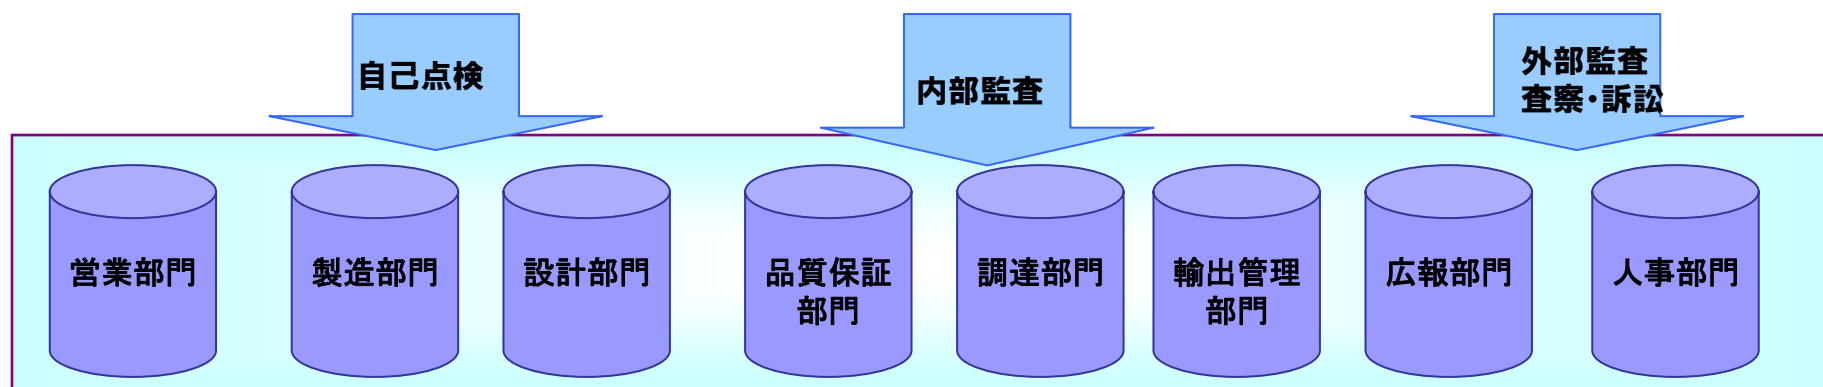 自己点検
内部監査
外部監査
査察・訴訟
営業部門
製造部門
設計部門
品質保証
部門
調達部門
輸出管理
部門
広報部門
人事部門